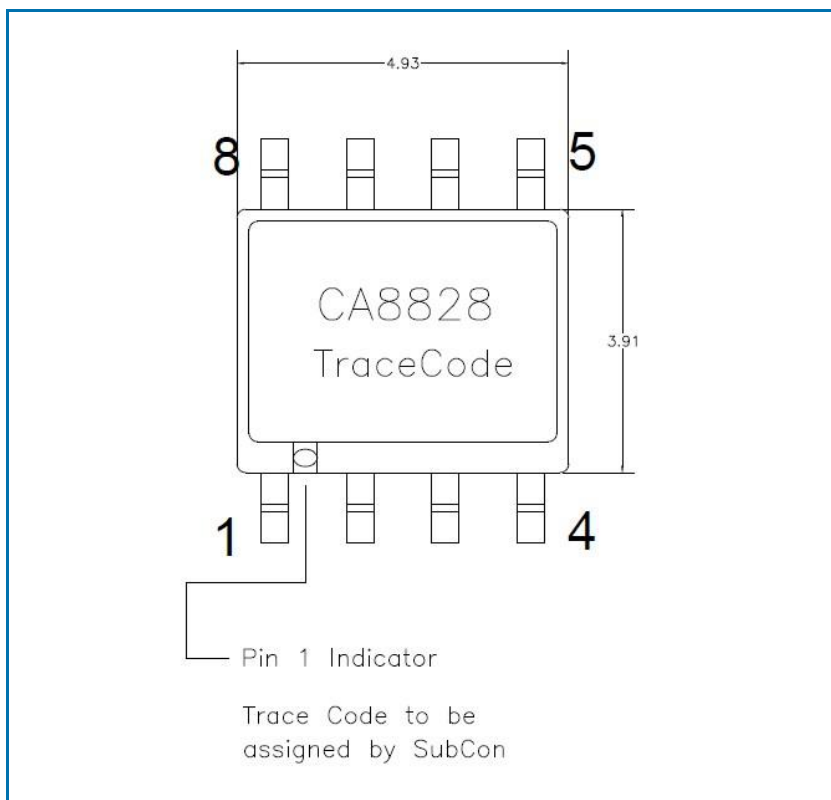 4.93
8
5
CA8828
TraceCode
3.91
1
4
Pin 1 Indicator
Trace Code to be
assigned by SubCon